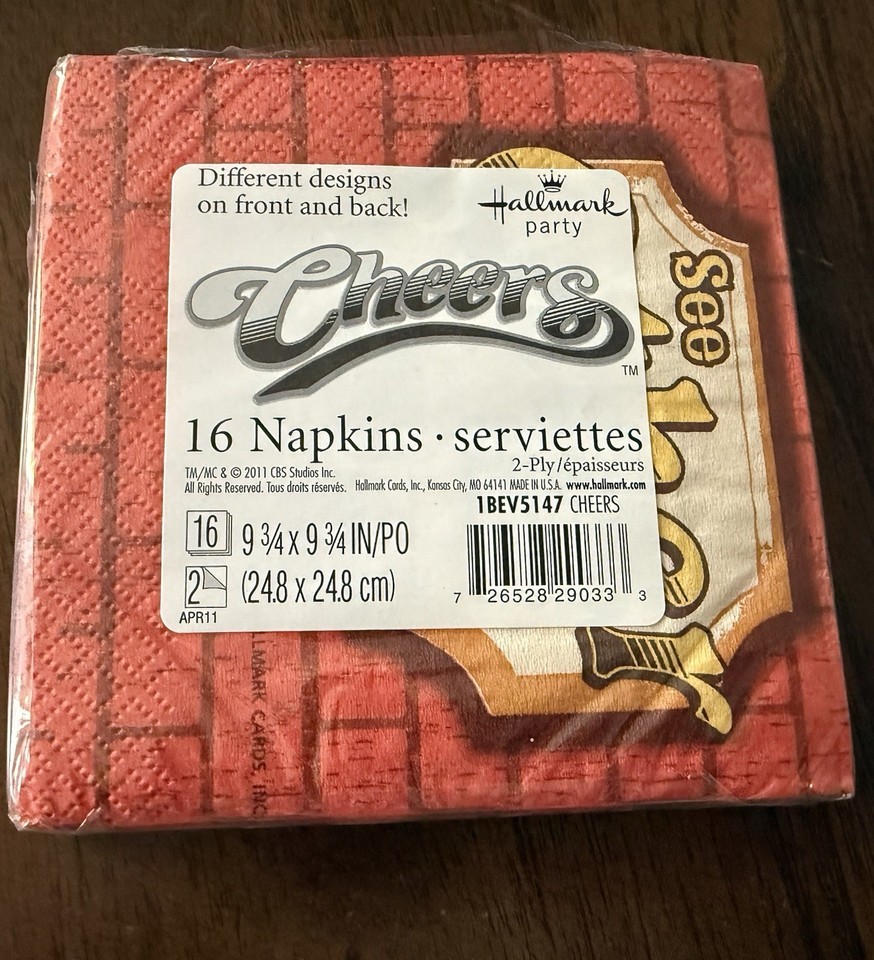 Different designs
on front and back!
Hallmark
party
Cheers
TM
16 Napkins · serviettes
2-Ply/épaisseurs
TM/MC & © 2011 CBS Studios Inc.
All Rights Reserved. Tous droits réservés. Hallmark Cards, Inc., Kansas City, MO 64141 MADE IN U.S.A. www.hallmark.com
1BEV5147 CHEERS
16 9 3/4 x 9 3/4 IN/PO
2 (24.8 x 24.8 cm)
7 26528 29033 3
APR11
See
LLMARK CARDS, INC